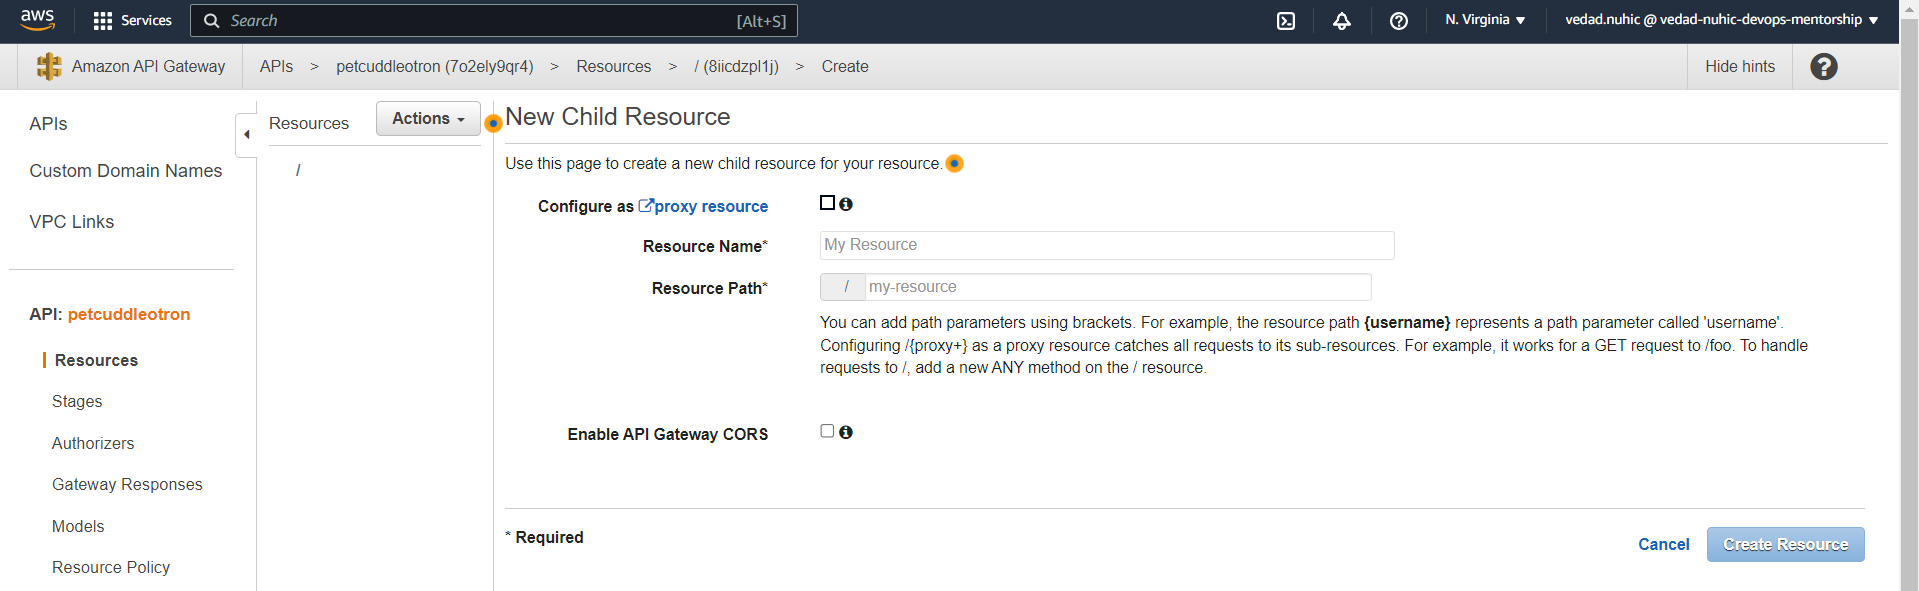 aws
Services
Search
[Alt+S]
N. Virginia
vedad.nuhic @ vedad-nuhic-devops-mentorship
Amazon API Gateway
APIs > petcuddleotron (7o2ely9qr4) > Resources > / (8iicdzpl1j) > Create
Hide hints
APIs
Custom Domain Names
VPC Links
API: petcuddleotron
Resources
Stages
Authorizers
Gateway Responses
Models
Resource Policy
Resources
Actions
/
New Child Resource
Use this page to create a new child resource for your resource.
Configure as proxy resource
Resource Name*
My Resource
Resource Path*
/ my-resource
You can add path parameters using brackets. For example, the resource path {username} represents a path parameter called 'username'.
Configuring /{proxy+} as a proxy resource catches all requests to its sub-resources. For example, it works for a GET request to /foo. To handle
requests to /, add a new ANY method on the / resource.
Enable API Gateway CORS
* Required
Cancel
Create Resource